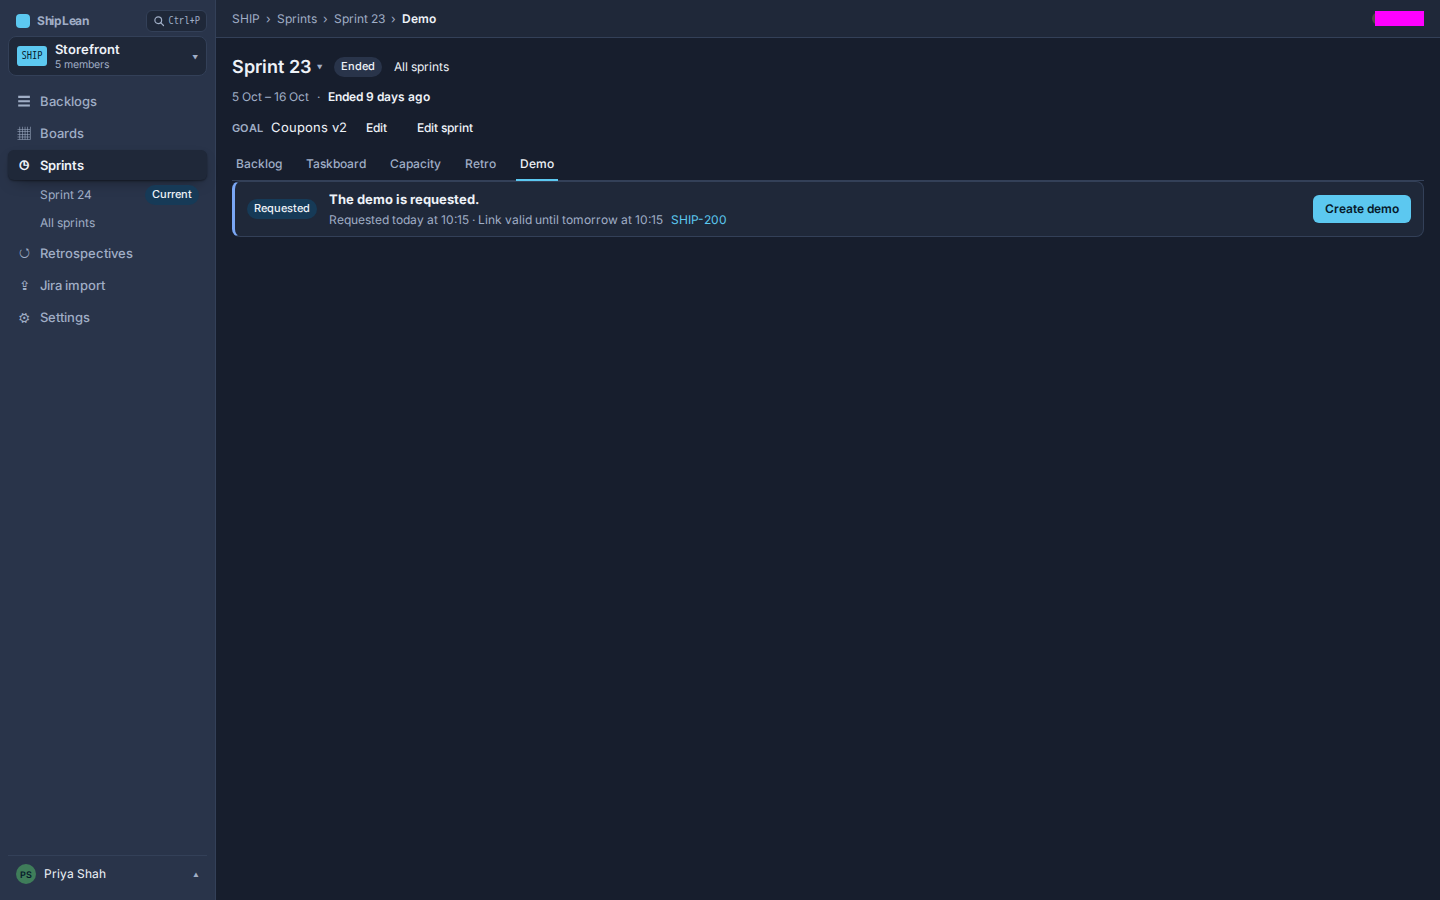 ShipLean
Ctrl+P
SHIP
Storefront
5 members
Backlogs
Boards
Sprints
Sprint 24
Current
All sprints
Retrospectives
Jira import
Settings
PS
Priya Shah
SHIP › Sprints › Sprint 23 › Demo
Sprint 23
Ended
All sprints
5 Oct – 16 Oct · Ended 9 days ago
GOAL Coupons v2 Edit Edit sprint
Backlog Taskboard Capacity Retro Demo
Requested
The demo is requested.
Requested today at 10:15 · Link valid until tomorrow at 10:15 SHIP-200
Create demo